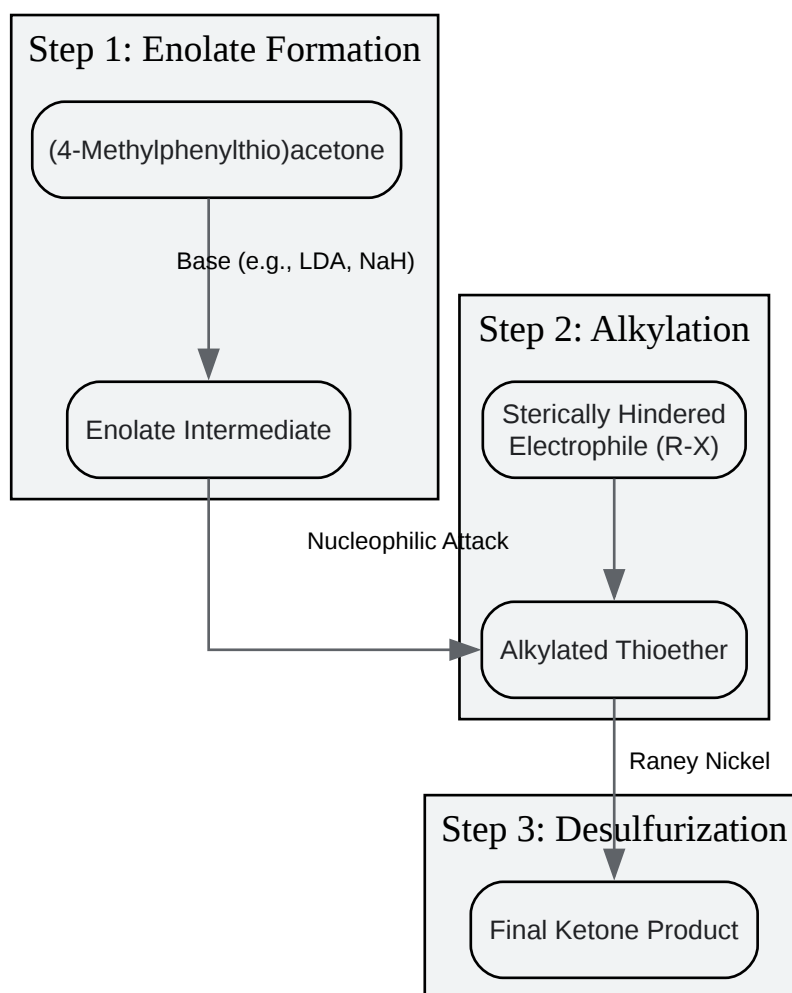 Step 1: Enolate Formation
(4-Methylphenylthio)acetone
Base (e.g., LDA, NaH)
Enolate Intermediate
Step 2: Alkylation
Sterically Hindered
Electrophile (R-X)
Nucleophilic Attack
Alkylated Thioether
Raney Nickel
Step 3: Desulfurization
Final Ketone Product